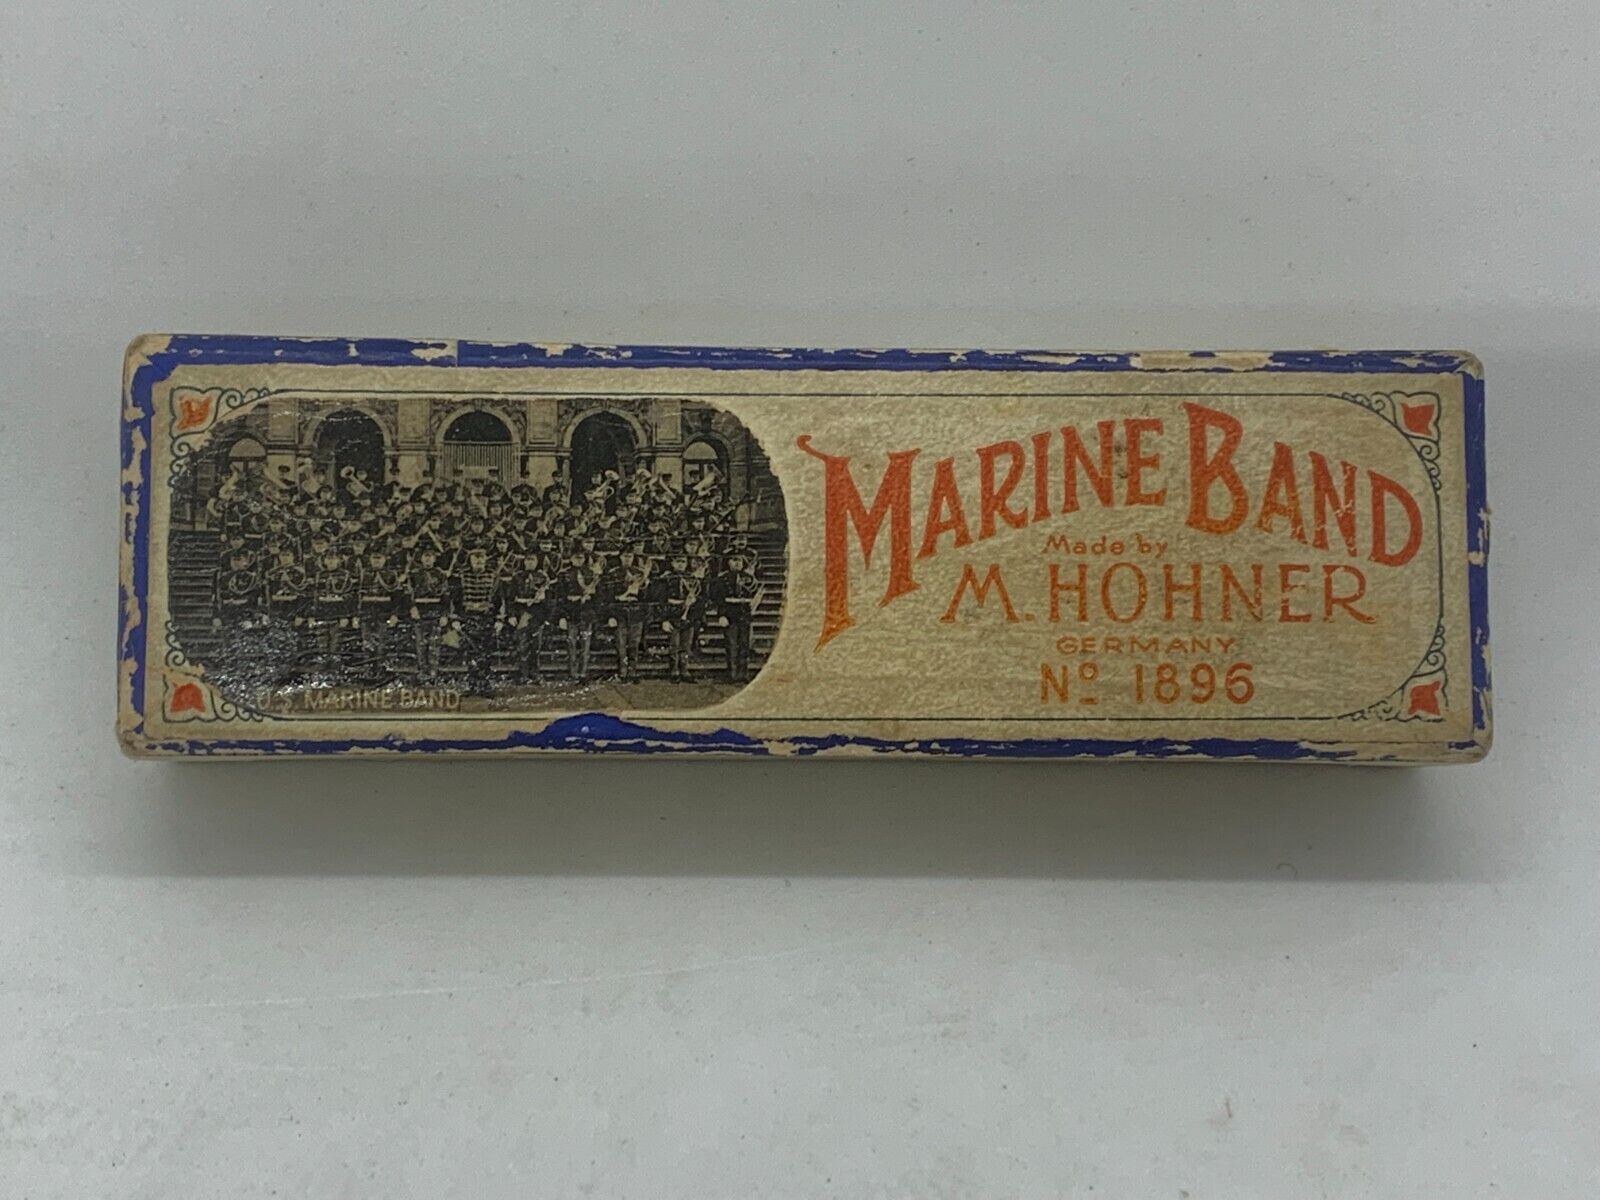 U.S. MARINE BAND
MARINE BAND
Made by
M. HOHNER
GERMANY
Nº 1896